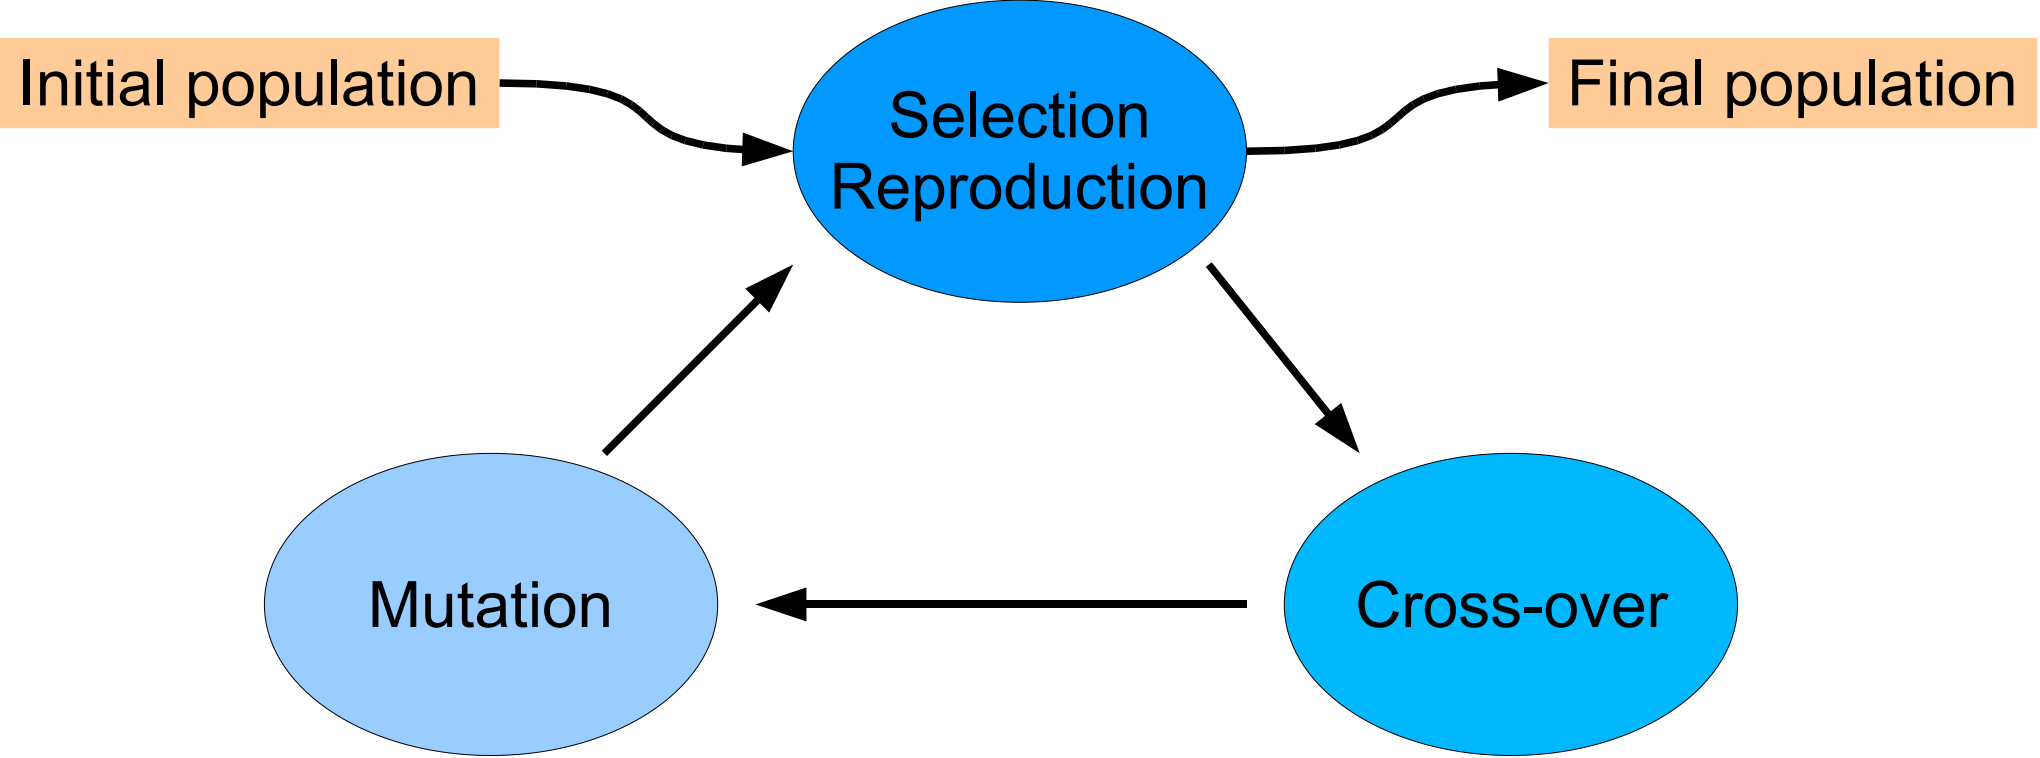 Initial population
Selection
Reproduction
Final population
Mutation
Cross-over